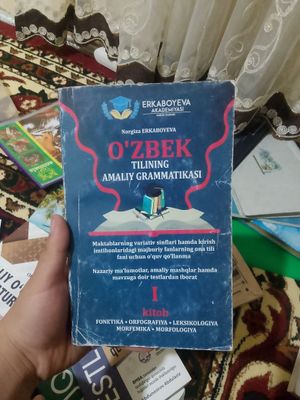 ERKABOYEVA
AKADEMIYASI
Nargiza ERKABOYEVA
O'ZBEK
TILINING
AMALIY GRAMMATIKASI
Maktablarning variativ sinflari hamda kirish
imtihonlaridagi majburiy fanlarning ona tili
fani uchun o'quv qo'llanma
Nazariy ma'lumotlar, amaliy mashqlar hamda
mavzuga doir testlardan iborat
I
kitob
FONETIKA • ORFOGRAFIYA • LEKSIKOLOGIYA
MORFEMIKA • MORFOLOGIYA